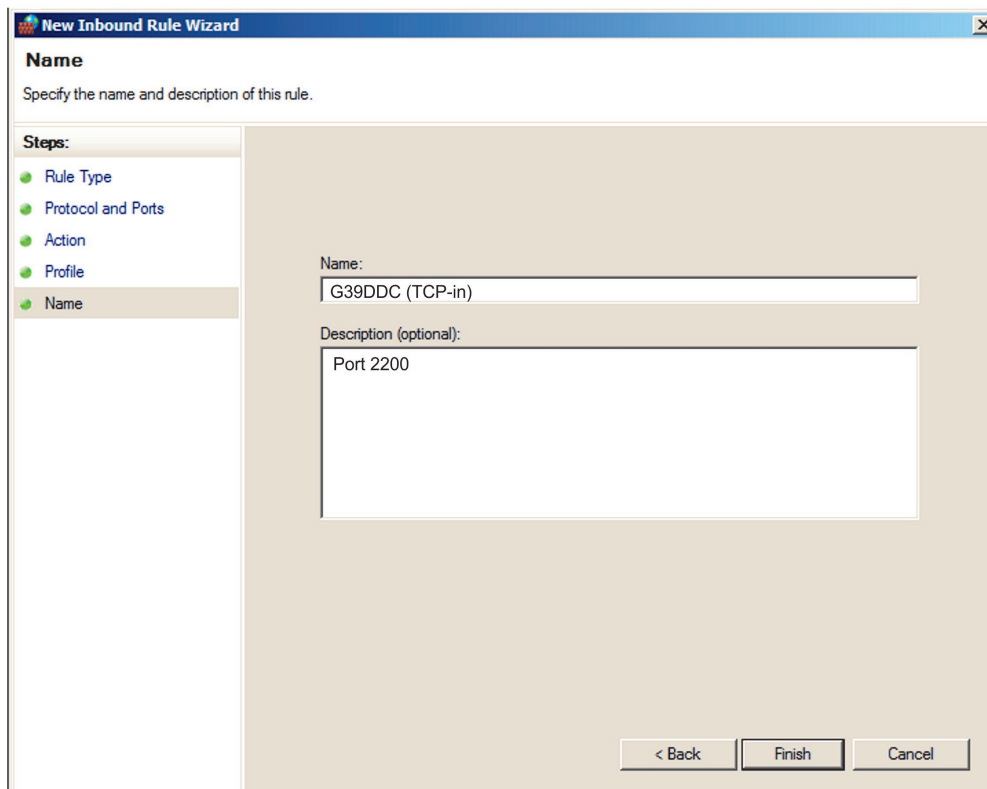 New Inbound Rule Wizard
Name
Specify the name and description of this rule.
Steps:
Rule Type
Protocol and Ports
Action
Profile
Name
Name:
G39DDC (TCP-in)
Description (optional):
Port 2200
< Back Finish Cancel